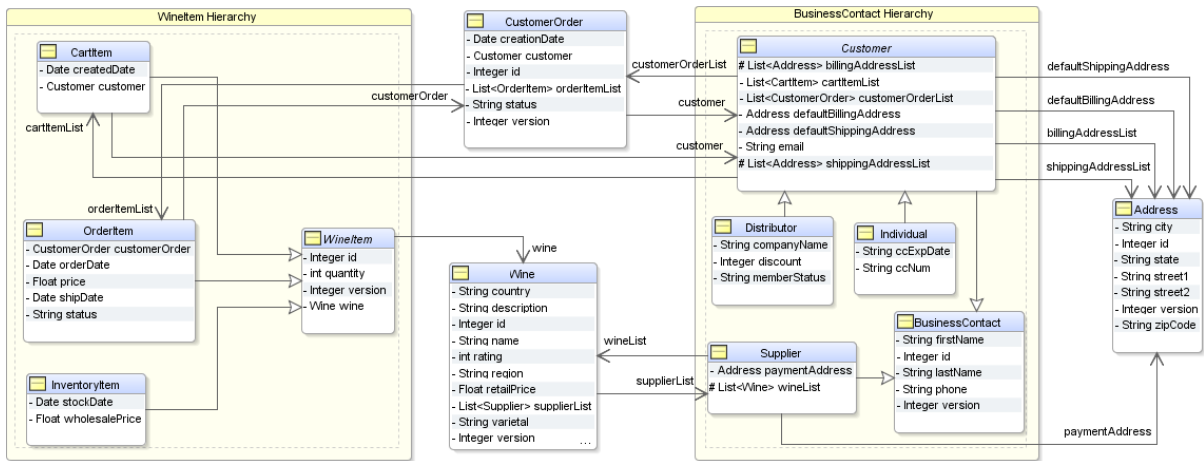 WineItem Hierarchy
CartItem
- Date createdDate
- Customer customer
cartItemList
orderItemList
OrderItem
- CustomerOrder customerOrder
- Date orderDate
- Float price
- Date shipDate
- String status
InventoryItem
- Date stockDate
- Float wholesalePrice
WineItem
- Integer id
- int quantity
- Integer version
- Wine wine
CustomerOrder
- Date creationDate
- Customer customer
- Integer id
- List<OrderItem> orderItemList
- String status
- Integer version
customerOrder
customerOrderList
customer
customer
wine
Wine
- String country
- String description
- Integer id
- String name
- int rating
- String region
- Float retailPrice
- List<Supplier> supplierList
- String varietal
- Integer version ...
wineList
supplierList
BusinessContact Hierarchy
Customer
# List<Address> billingAddressList
- List<CartItem> cartItemList
- List<CustomerOrder> customerOrderList
- Address defaultBillingAddress
- Address defaultShippingAddress
- String email
# List<Address> shippingAddressList
Distributor
- String companyName
- Integer discount
- String memberStatus
Individual
- String ccExpDate
- String ccNum
Supplier
- Address paymentAddress
# List<Wine> wineList
BusinessContact
- String firstName
- Integer id
- String lastName
- String phone
- Integer version
defaultShippingAddress
defaultBillingAddress
billingAddressList
shippingAddressList
Address
- String city
- Integer id
- String state
- String street1
- String street2
- Integer version
- String zipCode
paymentAddress